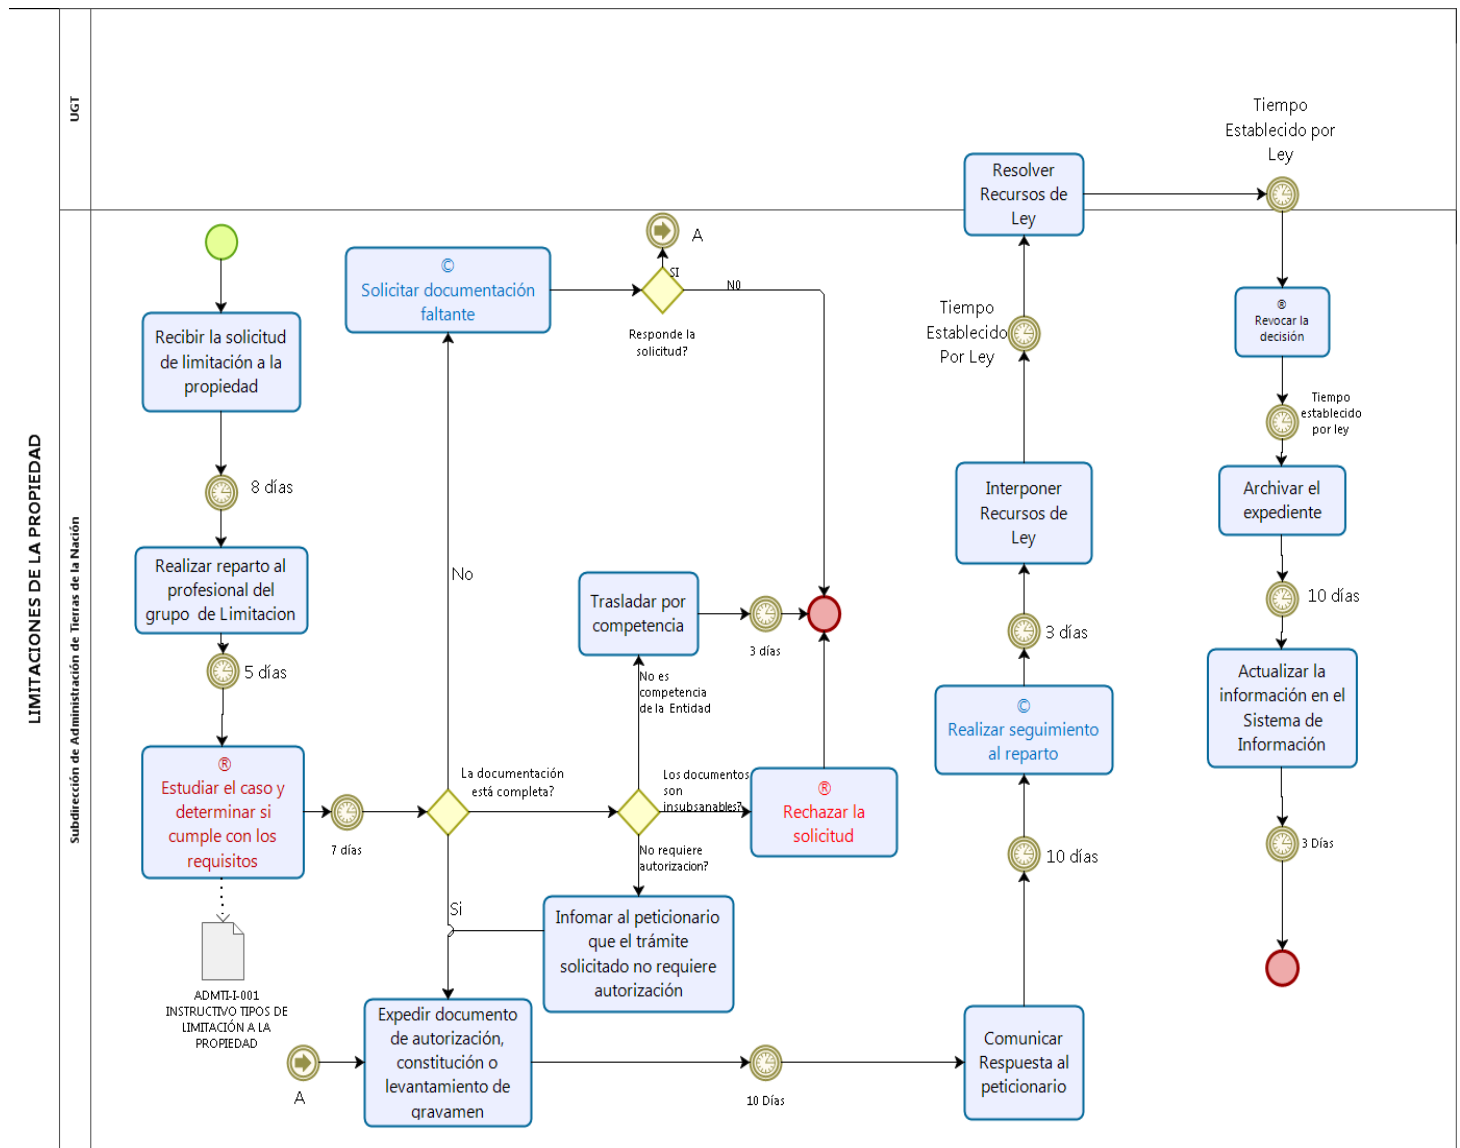 LIMITACIONES DE LA PROPIEDAD
UGT
Subdirección de Administración de Tierras de la Nación
Recibir la solicitud
de limitación a la
propiedad
8 días
Realizar reparto al
profesional del
grupo de Limitacion
5 días
®
Estudiar el caso y
determinar si
cumple con los
requisitos
7 días
ADMTI-I-001
INSTRUCTIVO TIPOS DE
LIMITACIÓN A LA
PROPIEDAD
©
Solicitar documentación
faltante
A
SI
N0
Responde la
solicitud?
No
La documentación
está completa?
Si
Trasladar por
competencia
3 días
No es
competencia
de la Entidad
Los documentos
son
insubsanables?
®
Rechazar la
solicitud
No requiere
autorizacion?
Infomar al peticionario
que el trámite
solicitado no requiere
autorización
A
Expedir documento
de autorización,
constitución o
levantamiento de
gravamen
10 Días
Comunicar
Respuesta al
peticionario
10 días
©
Realizar seguimiento
al reparto
3 días
Interponer
Recursos de
Ley
Tiempo
Establecido
Por Ley
Resolver
Recursos de
Ley
Tiempo
Establecido por
Ley
®
Revocar la
decisión
Tiempo
establecido
por ley
Archivar el
expediente
10 días
Actualizar la
información en el
Sistema de
Información
3 Días